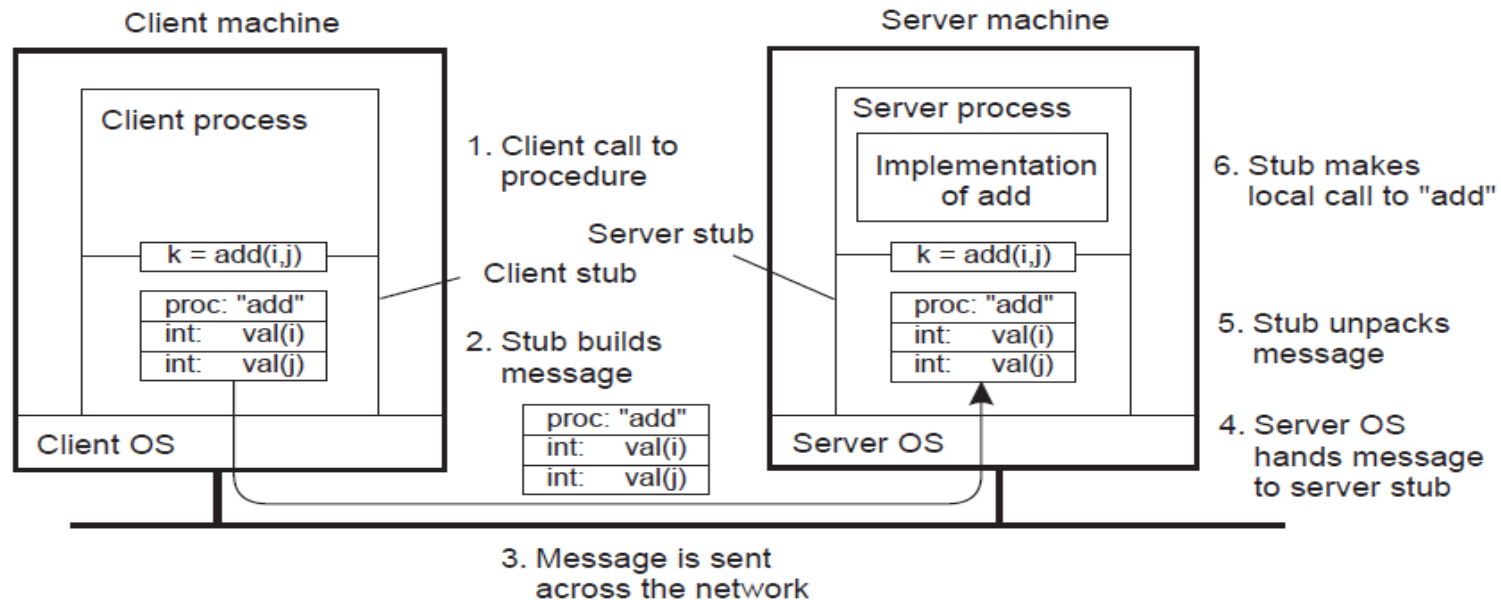 Client machine
Server machine
Client process
1. Client call to
procedure
k = add(i,j)
Client stub
proc: "add"
int: val(i)
int: val(j)
2. Stub builds
message
proc: "add"
int: val(i)
int: val(j)
Client OS
3. Message is sent
across the network
Server process
Implementation
of add
Server stub
k = add(i,j)
proc: "add"
int: val(i)
int: val(j)
Server OS
6. Stub makes
local call to "add"
5. Stub unpacks
message
4. Server OS
hands message
to server stub